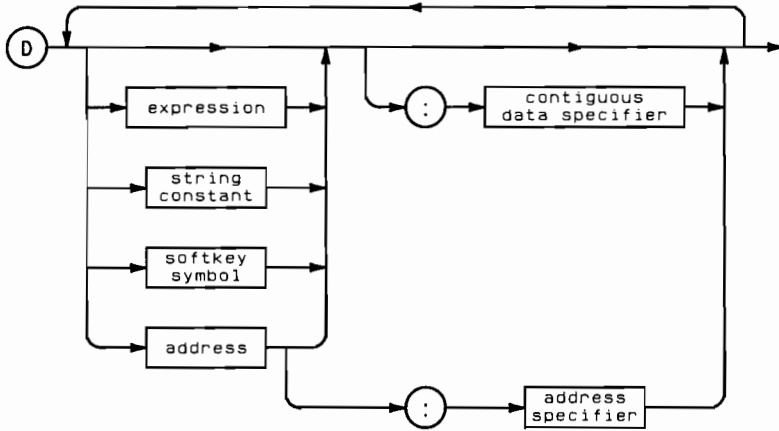 D
expression
:
contiguous
data specifier
string
constant
softkey
symbol
address
:
address
specifier